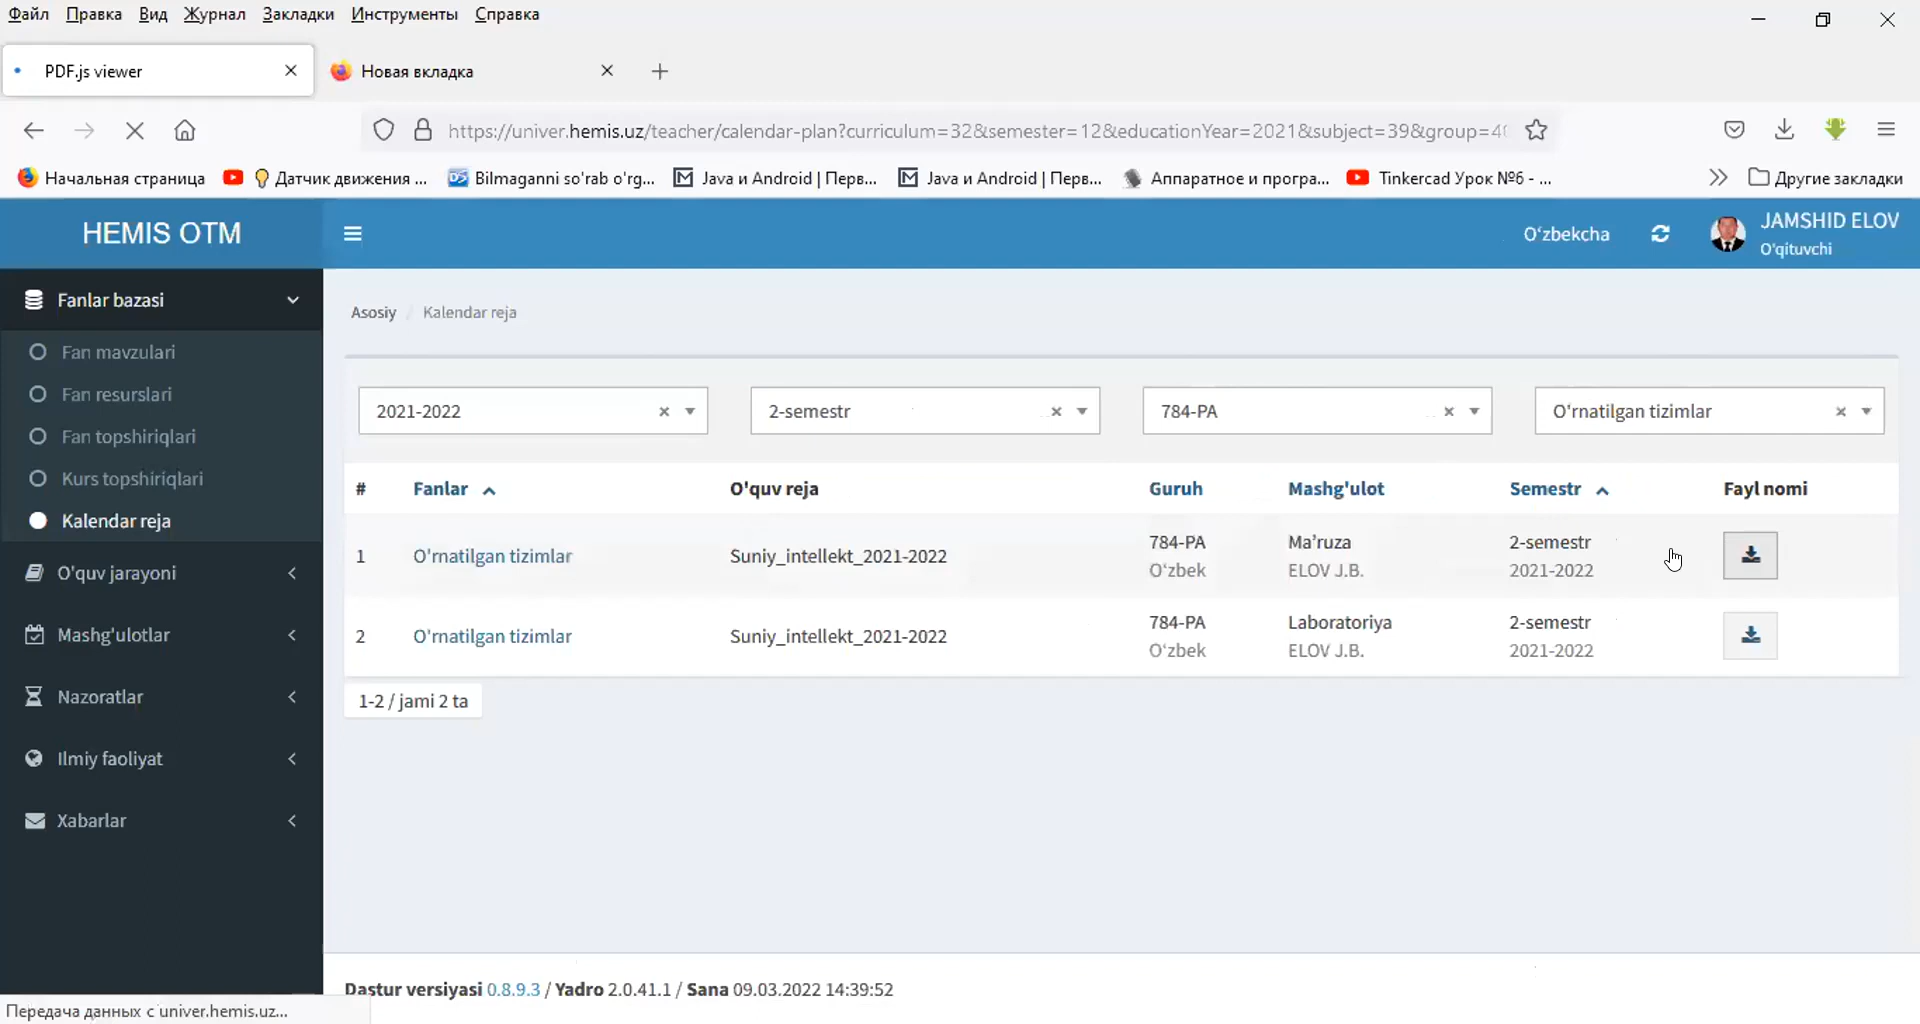 Файл Правка Вид Журнал Закладки Инструменты Справка
PDF.js viewer
Новая вкладка
https://univer.hemis.uz/teacher/calendar-plan?curriculum=32&semester=12&educationYear=2021&subject=39&group=40
Начальная страница
Датчик движения ...
Bilmaganni so'rab o'rg...
Java и Android | Перв...
Java и Android | Перв...
Аппаратное и програ...
Tinkercad Урок №6 - ...
Другие закладки
HEMIS OTM
O‘zbekcha
JAMSHID ELOV
O'qituvchi
Fanlar bazasi
Fan mavzulari
Fan resurslari
Fan topshiriqlari
Kurs topshiriqlari
Kalendar reja
O'quv jarayoni
Mashg'ulotlar
Nazoratlar
Ilmiy faoliyat
Xabarlar
Asosiy / Kalendar reja
2021-2022
2-semestr
784-PA
O'rnatilgan tizimlar
# Fanlar O'quv reja Guruh Mashg'ulot Semestr Fayl nomi
1 O'rnatilgan tizimlar Suniy_intellekt_2021-2022 784-PA Ma’ruza 2-semestr
O‘zbek ELOV J.B. 2021-2022
2 O'rnatilgan tizimlar Suniy_intellekt_2021-2022 784-PA Laboratoriya 2-semestr
O‘zbek ELOV J.B. 2021-2022
1-2 / jami 2 ta
Dastur versiyasi 0.8.9.3 / Yadro 2.0.41.1 / Sana 09.03.2022 14:39:52
Передача данных с univer.hemis.uz...